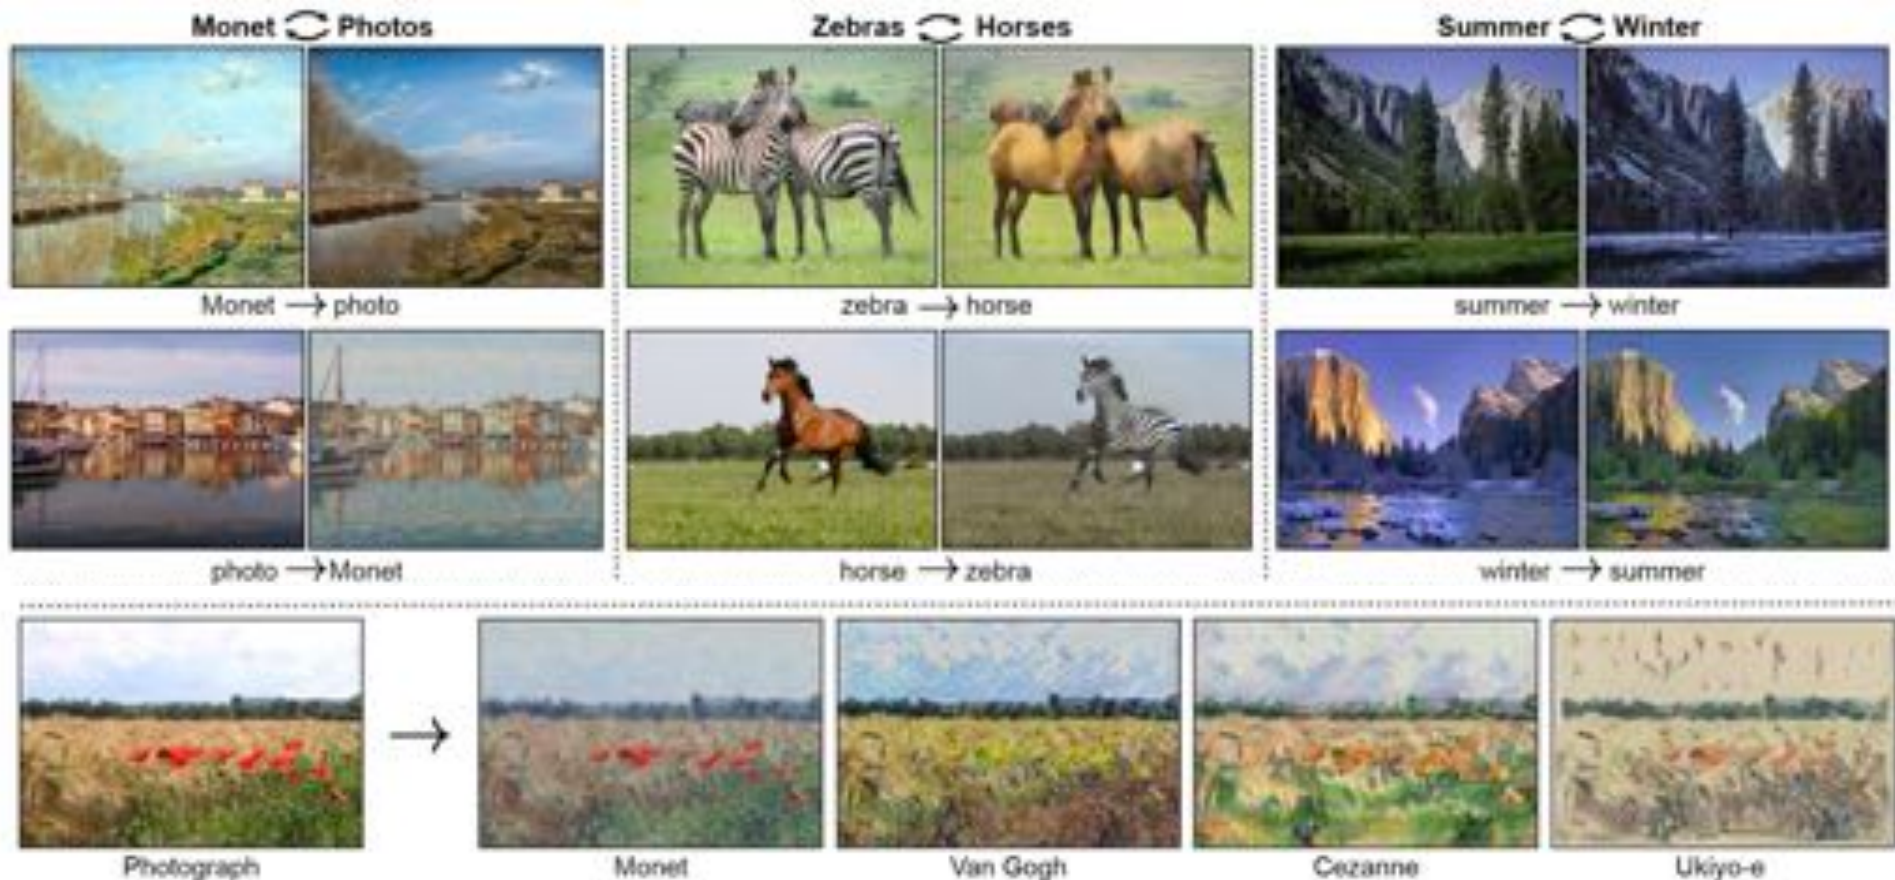 Monet Photos
Zebras Horses
Summer Winter
Monet → photo
zebra → horse
summer → winter
photo → Monet
horse → zebra
winter → summer
Photograph
Monet
Van Gogh
Cezanne
Ukiyo-e